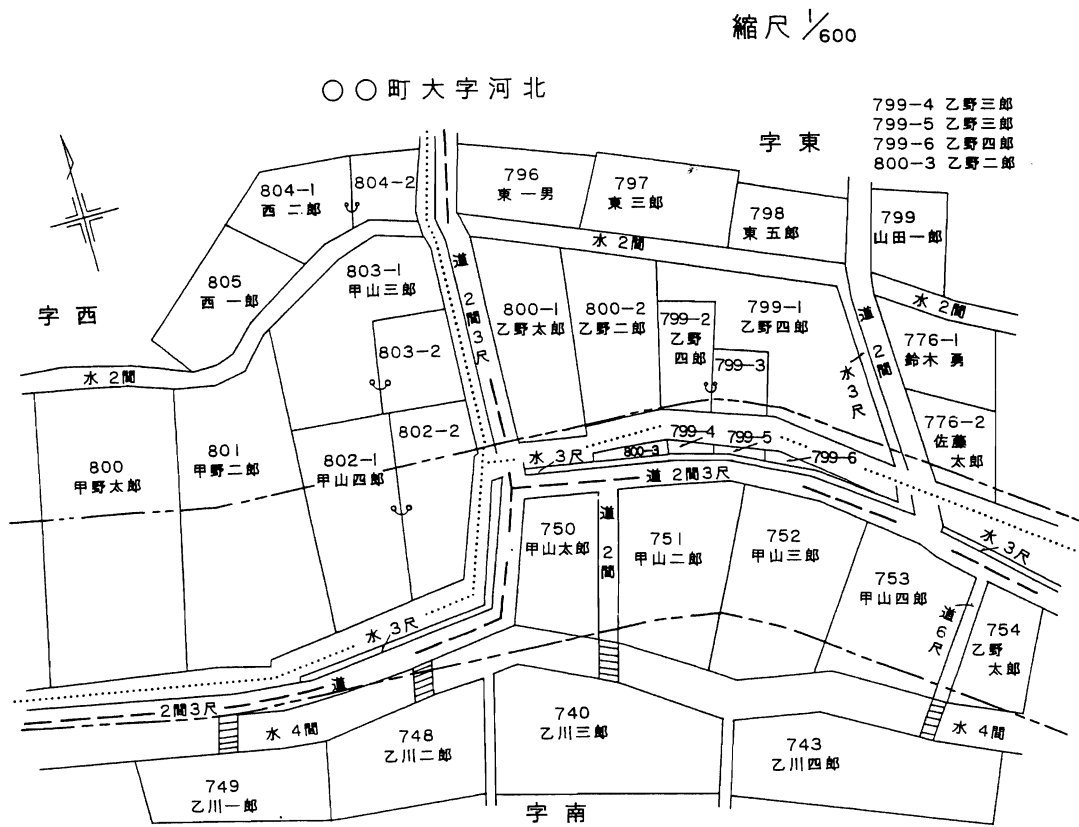 縮尺 1/600
○○町大字河北
799-4 乙野三郎
799-5 乙野三郎
799-6 乙野四郎
800-3 乙野二郎
字東
804-1
西 二郎
804-2
796
東 一男
797
東 三郎
798
東 五郎
799
山田一郎
水 2間
805
西 一郎
803-1
甲山三郎
道 2間3尺
800-1
乙野太郎
800-2
乙野二郎
799-2
乙野
四郎
799-1
乙野四郎
道 2間
水 2間
字西
803-2
799-3
水 3尺
776-1
鈴木 勇
水 2間
802-2
776-2
佐藤
太郎
800
甲野太郎
801
甲野二郎
802-1
甲山四郎
水 3尺
800-3
799-4
799-5
799-6
道 2間3尺
750
甲山太郎
道 2間
751
甲山二郎
752
甲山三郎
753
甲山四郎
水 3尺
道 6尺
754
乙野
太郎
水 3尺
道
2間3尺
水 4間
748
乙川二郎
740
乙川三郎
743
乙川四郎
水 4間
749
乙川一郎
字南